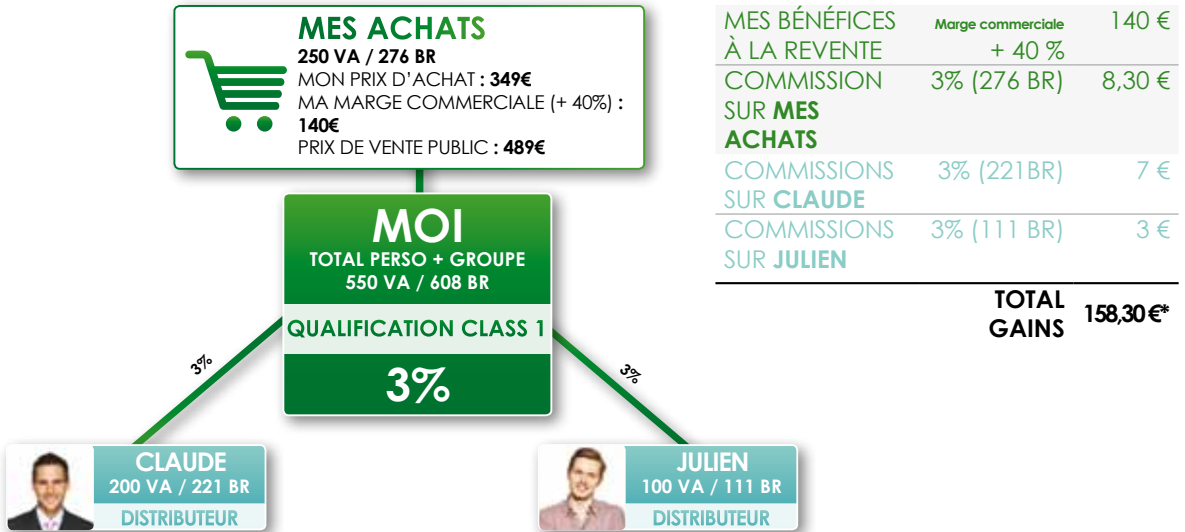 MES ACHATS
250 VA / 276 BR
MON PRIX D’ACHAT : 349€
MA MARGE COMMERCIALE (+ 40%) :
140€
PRIX DE VENTE PUBLIC : 489€
MOI
TOTAL PERSO + GROUPE
550 VA / 608 BR
QUALIFICATION CLASS 1
3%
3%
3%
CLAUDE
200 VA / 221 BR
DISTRIBUTEUR
JULIEN
100 VA / 111 BR
DISTRIBUTEUR
MES BÉNÉFICES Marge commerciale 140 €
À LA REVENTE + 40 %
COMMISSION 3% (276 BR) 8,30 €
SUR MES
ACHATS
COMMISSIONS 3% (221BR) 7 €
SUR CLAUDE
COMMISSIONS 3% (111 BR) 3 €
SUR JULIEN
TOTAL
GAINS 158,30 €*